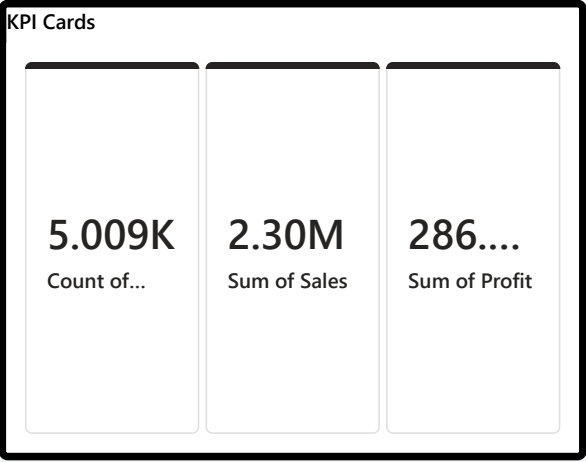 KPI Cards
5.009K
2.30M
286....
Count of...
Sum of Sales
Sum of Profit